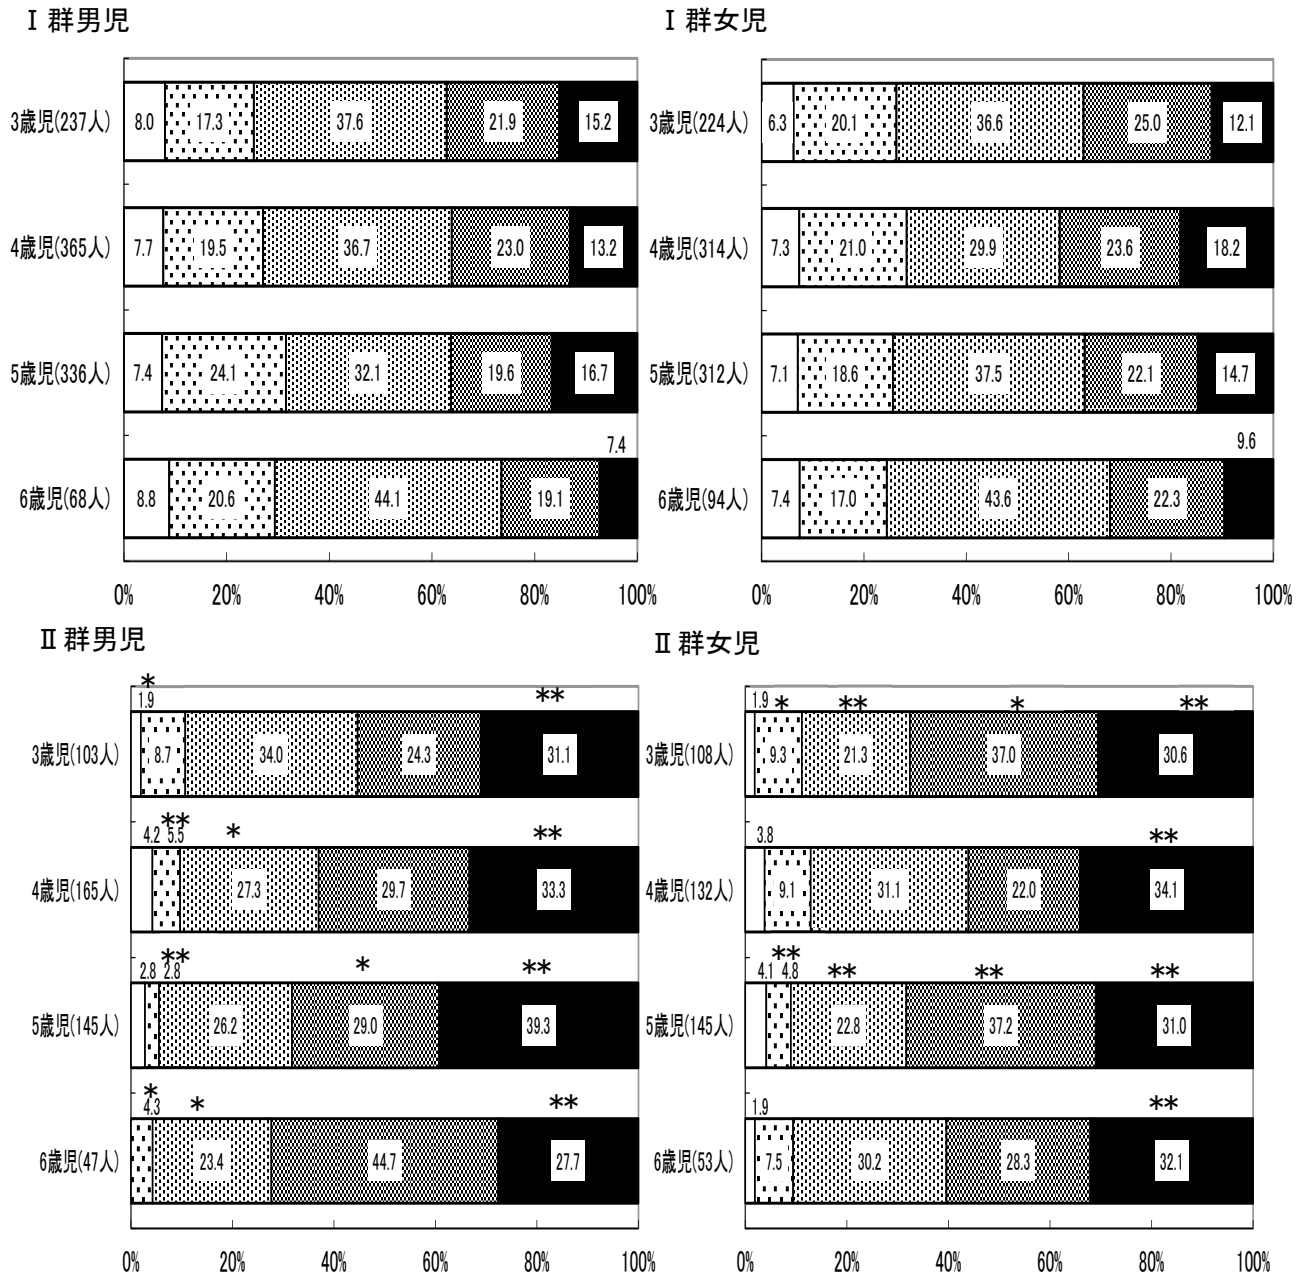 Ⅰ群男児
3歳児(237人) 8.0 17.3 37.6 21.9 15.2
4歳児(365人) 7.7 19.5 36.7 23.0 13.2
5歳児(336人) 7.4 24.1 32.1 19.6 16.7
7.4
6歳児(68人) 8.8 20.6 44.1 19.1
0% 20% 40% 60% 80% 100%
Ⅰ群女児
3歳児(224人) 6.3 20.1 36.6 25.0 12.1
4歳児(314人) 7.3 21.0 29.9 23.6 18.2
5歳児(312人) 7.1 18.6 37.5 22.1 14.7
9.6
6歳児(94人) 7.4 17.0 43.6 22.3
0% 20% 40% 60% 80% 100%
Ⅱ群男児
* **
1.9
3歳児(103人) 8.7 34.0 24.3 31.1
** * **
4.2 5.5
4歳児(165人) 27.3 29.7 33.3
** * **
2.8 2.8
5歳児(145人) 26.2 29.0 39.3
* * **
4.3
6歳児(47人) 23.4 44.7 27.7
0% 20% 40% 60% 80% 100%
Ⅱ群女児
1.9 * ** * **
3歳児(108人) 9.3 21.3 37.0 30.6
3.8 **
4歳児(132人) 9.1 31.1 22.0 34.1
** ** ** **
4.1 4.8
5歳児(145人) 22.8 37.2 31.0
1.9 **
6歳児(53人) 7.5 30.2 28.3 32.1
0% 20% 40% 60% 80% 100%